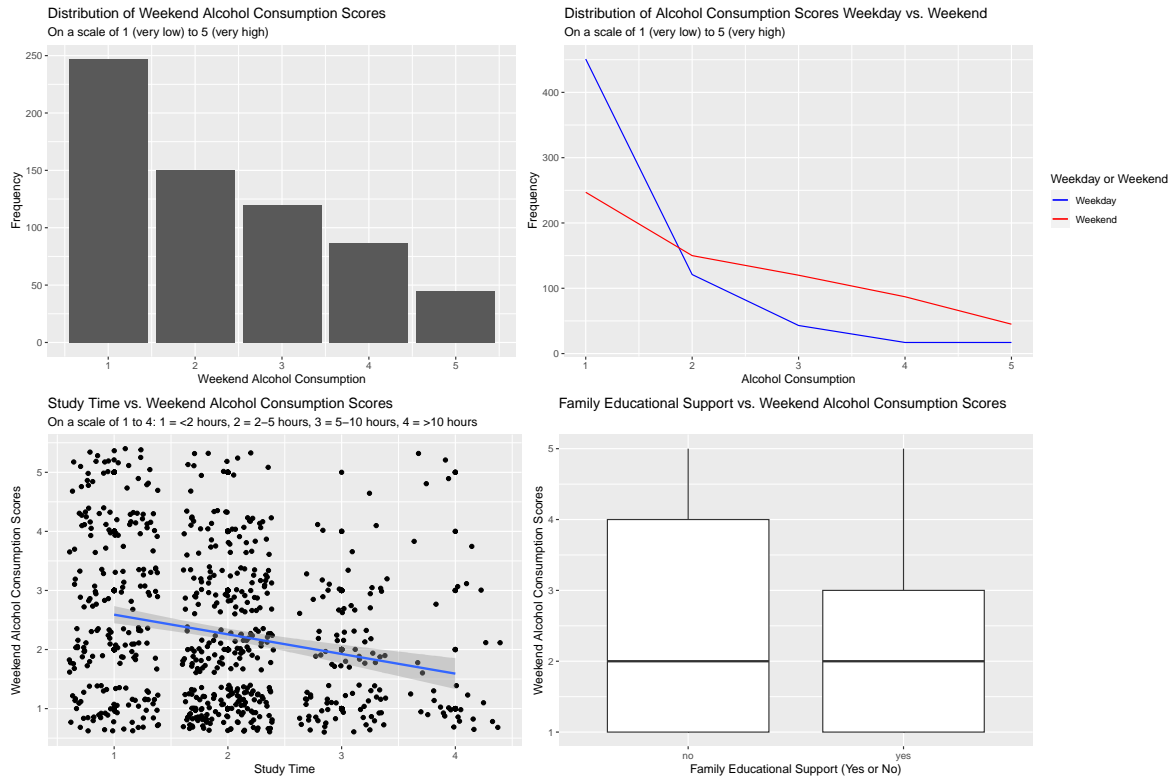 Distribution of Weekend Alcohol Consumption Scores
On a scale of 1 (very low) to 5 (very high)
250
200
150
100
50
0
Frequency
1 2 3 4 5
Weekend Alcohol Consumption
Distribution of Alcohol Consumption Scores Weekday vs. Weekend
On a scale of 1 (very low) to 5 (very high)
400
300
200
100
0
Frequency
1 2 3 4 5
Alcohol Consumption
Weekday or Weekend
Weekday
Weekend
Study Time vs. Weekend Alcohol Consumption Scores
On a scale of 1 to 4: 1 = <2 hours, 2 = 2−5 hours, 3 = 5−10 hours, 4 = >10 hours
5
4
3
2
1
Weekend Alcohol Consumption Scores
1 2 3 4
Study Time
Family Educational Support vs. Weekend Alcohol Consumption Scores
5
4
3
2
1
Weekend Alcohol Consumption Scores
no yes
Family Educational Support (Yes or No)